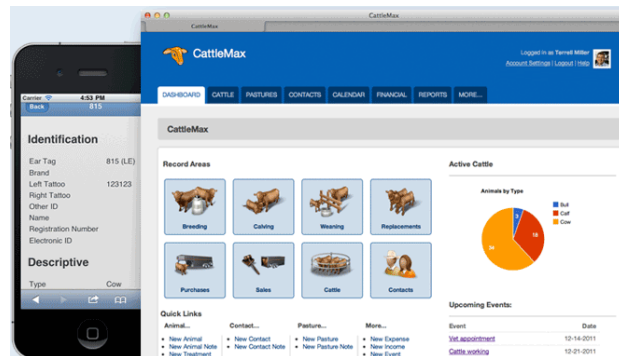 Carrier 4:53 PM
Back 815
Identification
Ear Tag 815 (LE)
Brand
Left Tattoo 123123
Right Tattoo
Other ID
Name
Registration Number
Electronic ID
Descriptive
Type Cow
CattleMax
CattleMax
CattleMax
Logged in as Terrell Miller
Account Settings | Logout | Help
DASHBOARD CATTLE PASTURES CONTACTS CALENDAR FINANCIAL REPORTS MORE...
CattleMax
Record Areas
Breeding Calving Weaning Replacements
Purchases Sales Cattle Contacts
Quick Links
Animal... Contact... Pasture... More...
• New Animal • New Contact • New Pasture • New Expense
• New Animal Note • New Contact Note • New Pasture Note • New Income
• New Treatment • New Event
Active Cattle
Animals by Type
Bull
Calf
Cow
3
18
Upcoming Events:
Event Date
Vet appointment 12-14-2011
Cattle working 12-21-2011